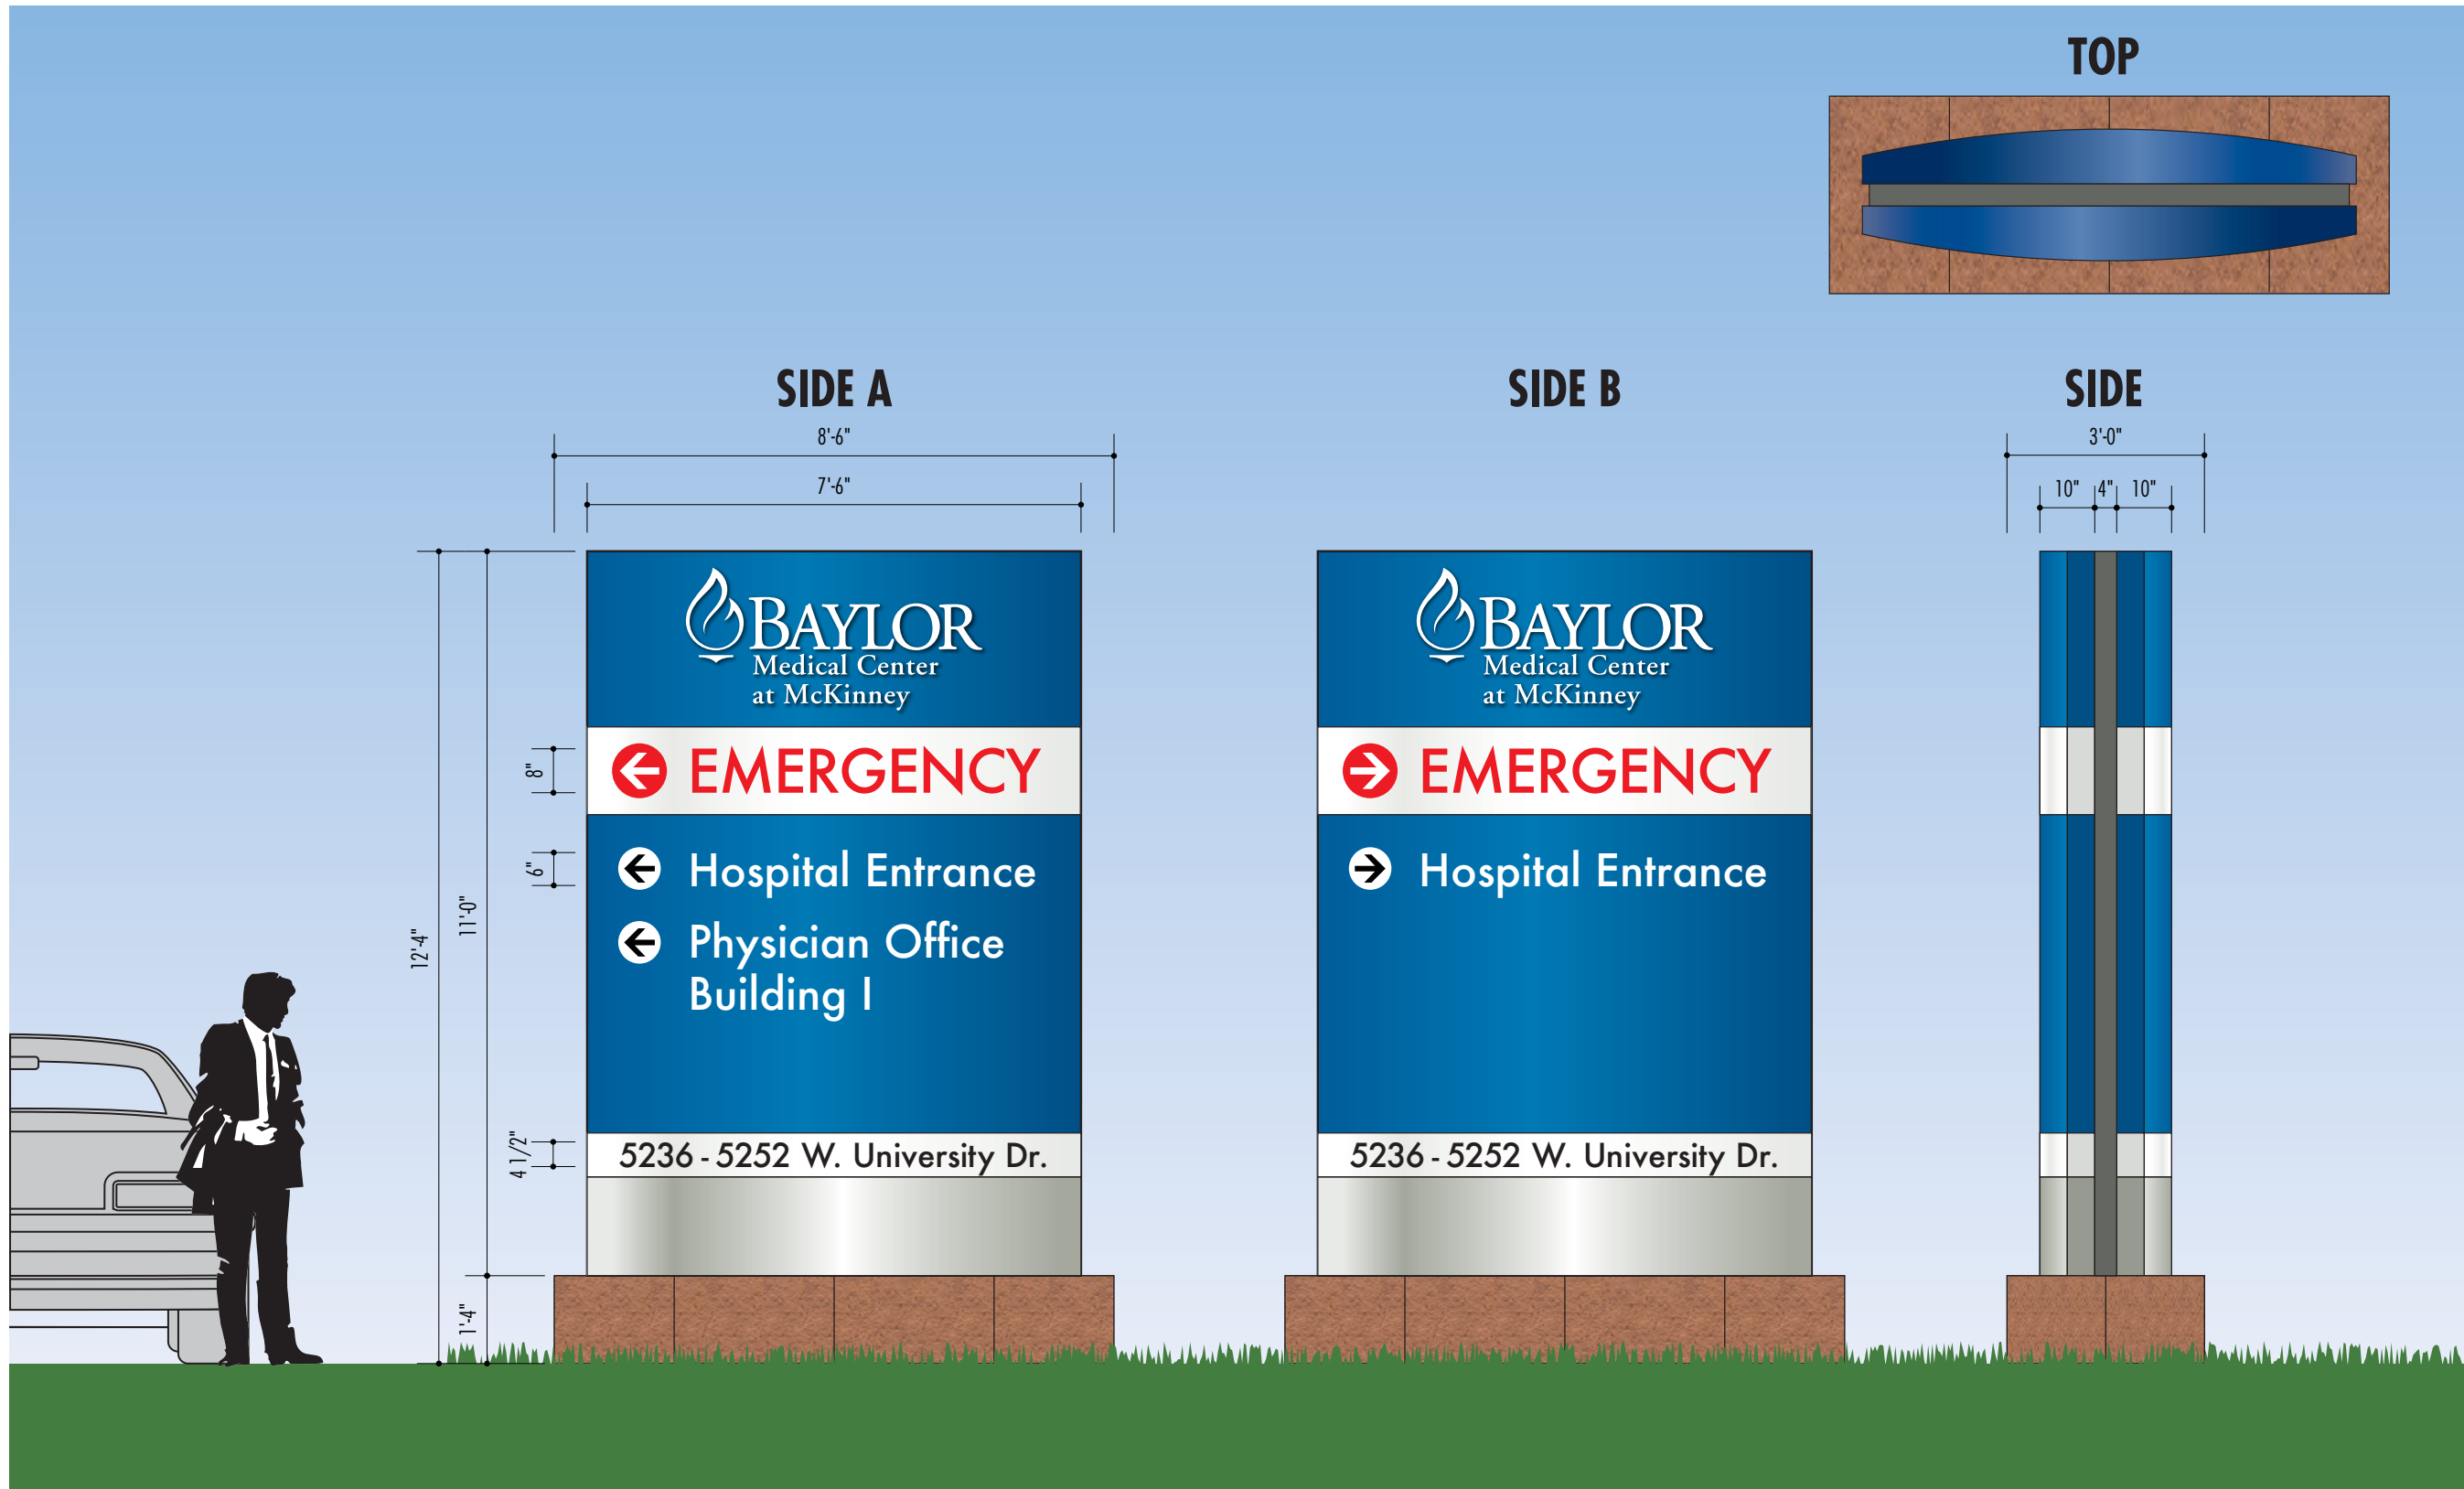 TOP
SIDE A
SIDE B
SIDE
8'-6"
7'-6"
3'-0"
10" 4" 10"
12'-4"
11'-0"
1'-4"
8"
6"
4 1/2"
BAYLOR
Medical Center
at McKinney
EMERGENCY
Hospital Entrance
Physician Office
Building I
5236 - 5252 W. University Dr.
BAYLOR
Medical Center
at McKinney
EMERGENCY
Hospital Entrance
5236 - 5252 W. University Dr.